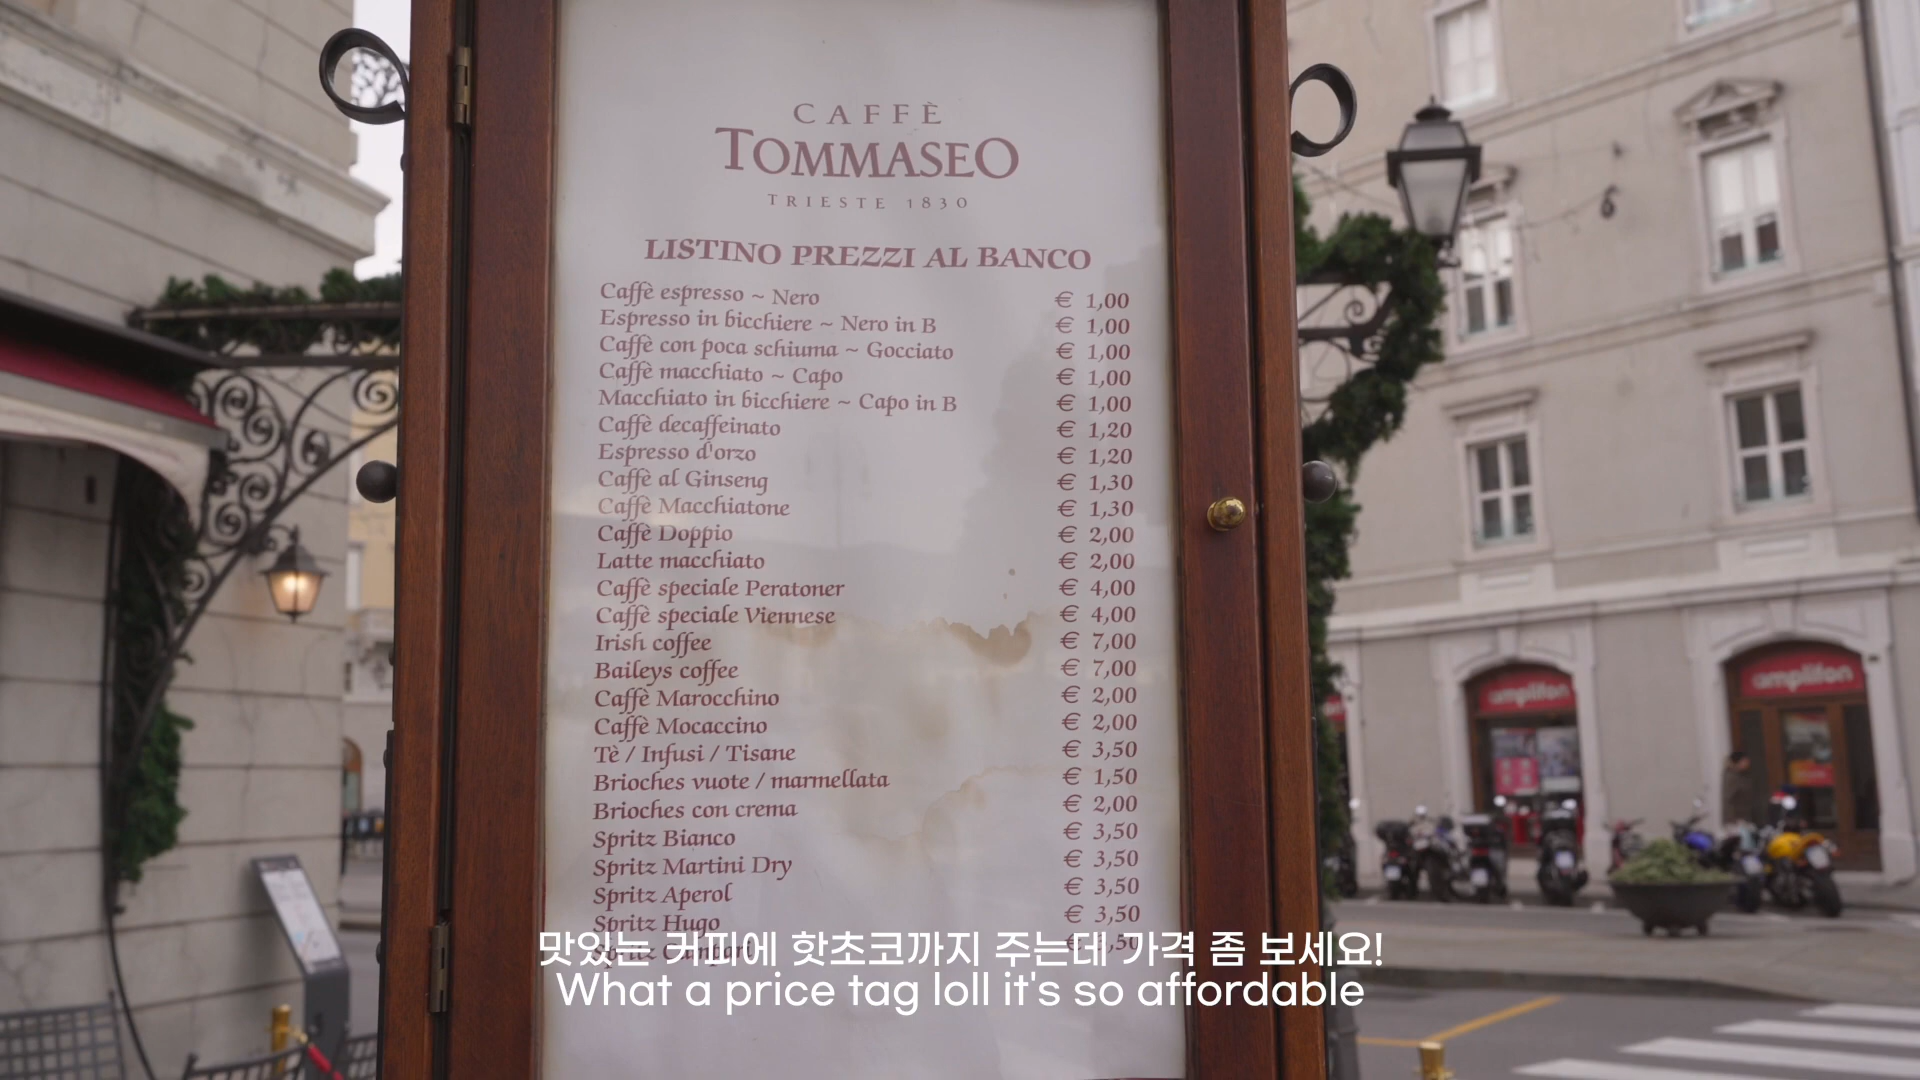 CAFFÈ
TOMMASEO
TRIESTE 1830
LISTINO PREZZI AL BANCO
Caffè espresso ~ Nero € 1,00
Espresso in bicchiere ~ Nero in B € 1,00
Caffè con poca schiuma ~ Gocciato € 1,00
Caffè macchiato ~ Capo € 1,00
Macchiato in bicchiere ~ Capo in B € 1,00
Caffè decaffeinato € 1,20
Espresso d'orzo € 1,20
Caffè al Ginseng € 1,30
Caffè Macchiatone € 1,30
Caffè Doppio € 2,00
Latte macchiato € 2,00
Caffè speciale Peratoner € 4,00
Caffè speciale Viennese € 4,00
Irish coffee € 7,00
Baileys coffee € 7,00
Caffè Marocchino € 2,00
Caffè Mocaccino € 2,00
Tè / Infusi / Tisane € 3,50
Brioches vuote / marmellata € 1,50
Brioches con crema € 2,00
Spritz Bianco € 3,50
Spritz Martini Dry € 3,50
Spritz Aperol € 3,50
Spritz Hugo € 3,50
Spritz Campari €
맛있는 커피에 핫초코까지 주는데 가격 좀 보세요!
What a price tag loll it's so affordable
amplifon
amplifon